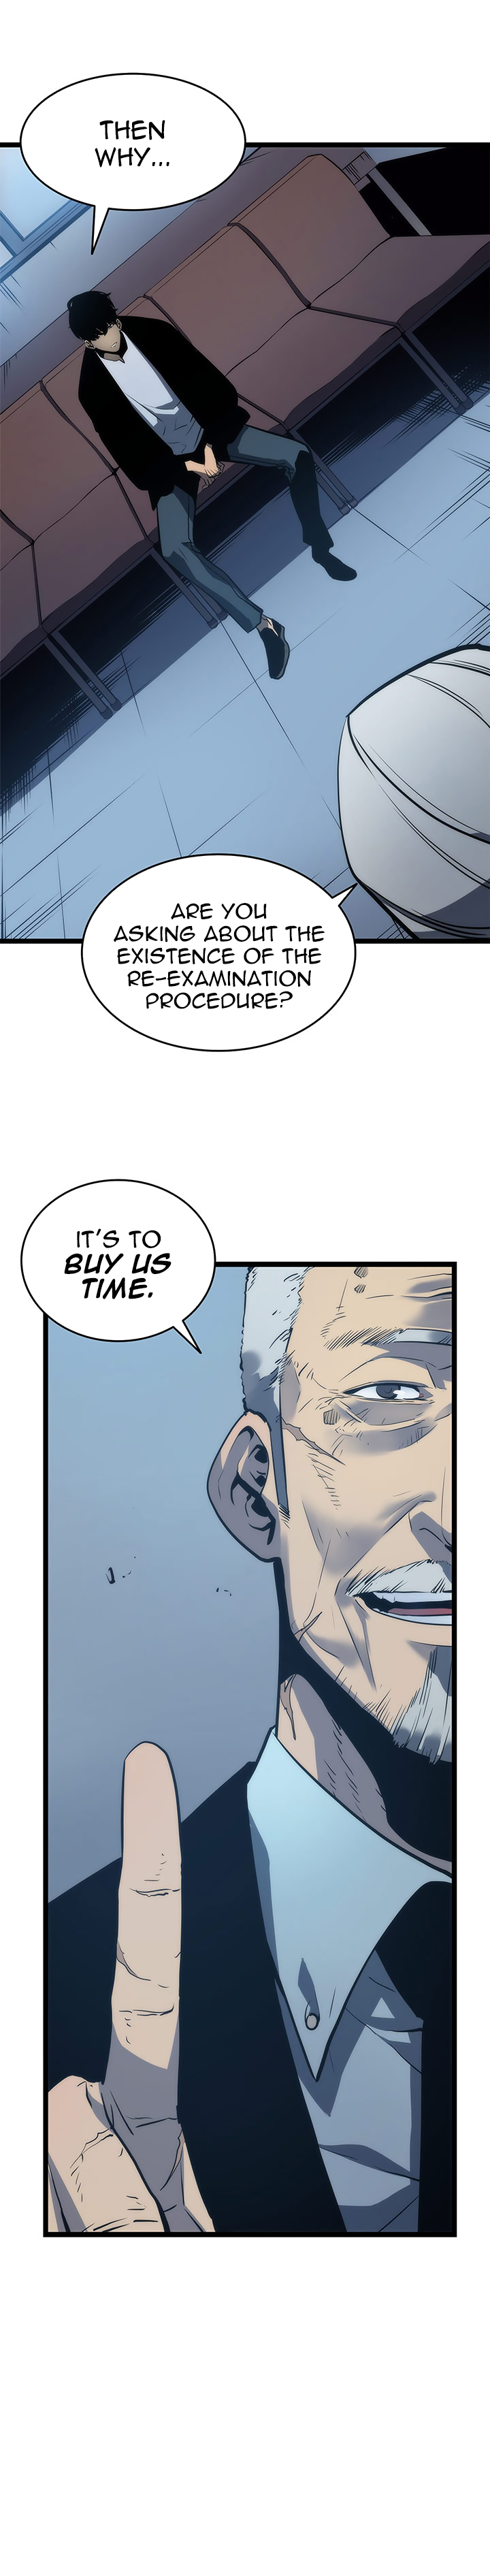 THEN
WHY...
ARE YOU
ASKING ABOUT THE
EXISTENCE OF THE
RE-EXAMINATION
PROCEDURE?
IT'S TO
BUY US
TIME.